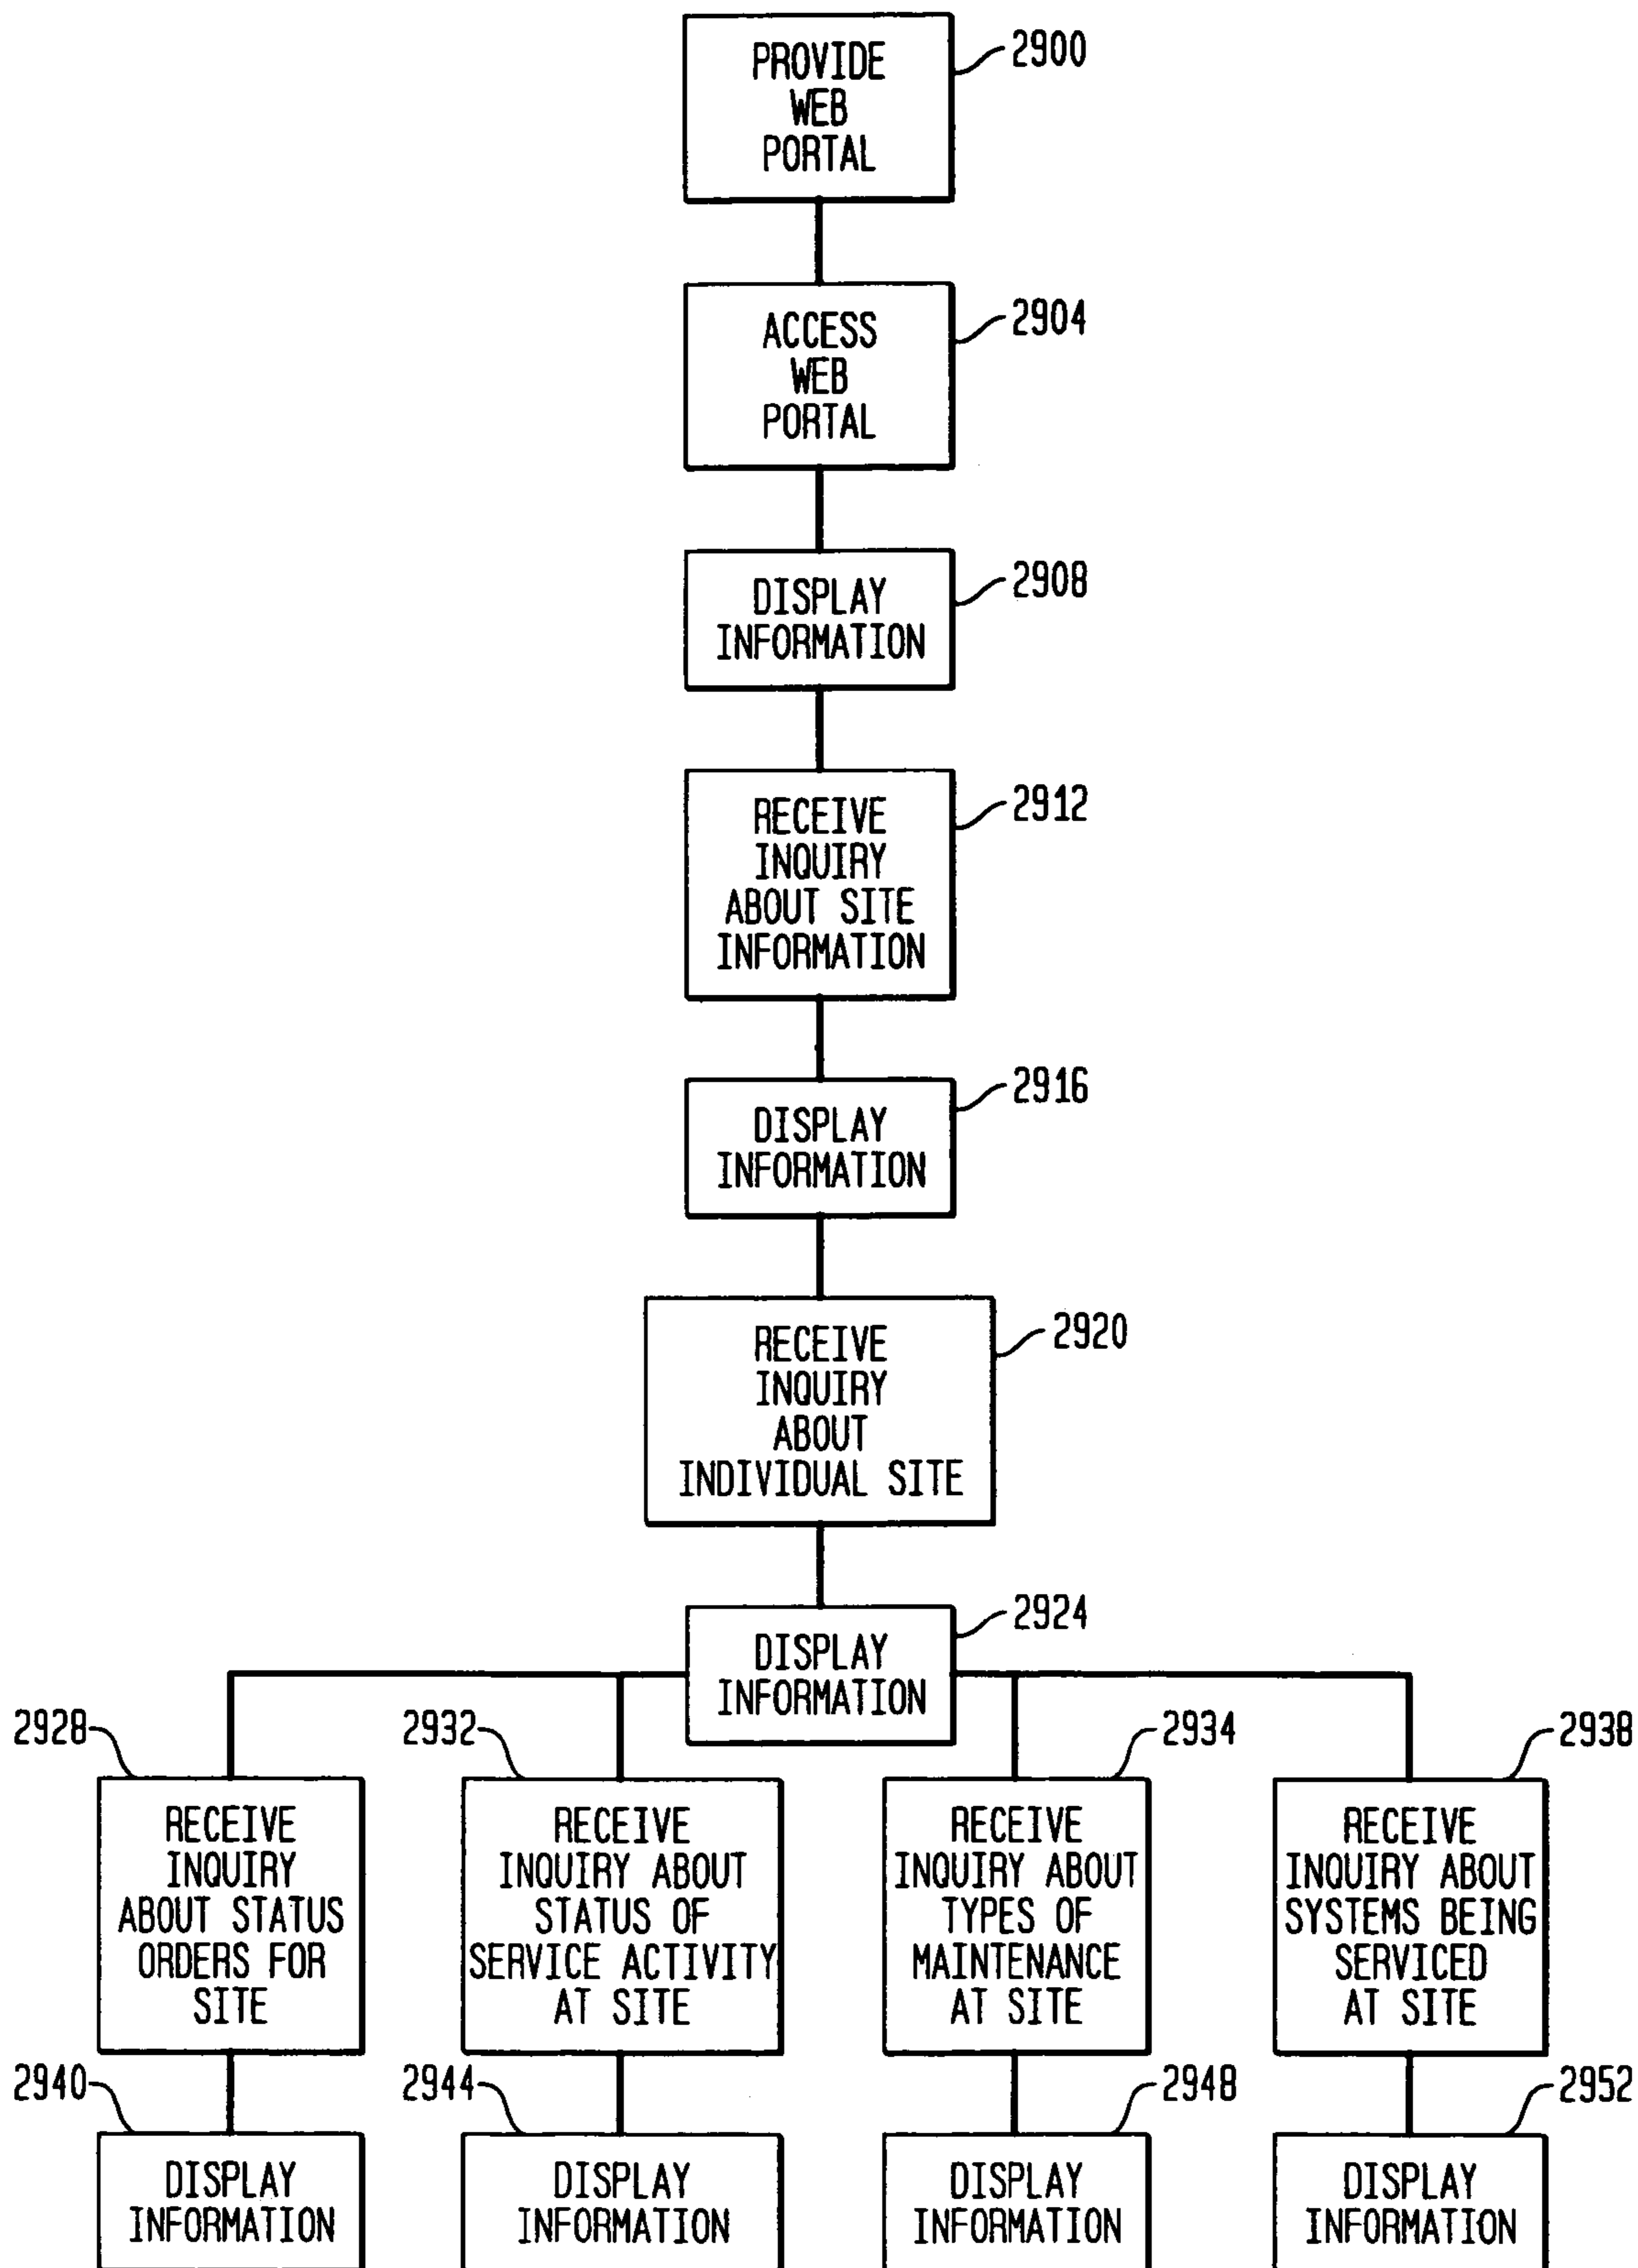 PROVIDE
WEB
PORTAL
2900
ACCESS
WEB
PORTAL
2904
DISPLAY
INFORMATION
2908
RECEIVE
INQUIRY
ABOUT SITE
INFORMATION
2912
DISPLAY
INFORMATION
2916
RECEIVE
INQUIRY
ABOUT
INDIVIDUAL SITE
2920
DISPLAY
INFORMATION
2924
2928
RECEIVE
INQUIRY
ABOUT STATUS
ORDERS FOR
SITE
2932
RECEIVE
INQUIRY ABOUT
STATUS OF
SERVICE ACTIVITY
AT SITE
2934
RECEIVE
INQUIRY ABOUT
TYPES OF
MAINTENANCE
AT SITE
2938
RECEIVE
INQUIRY ABOUT
SYSTEMS BEING
SERVICED
AT SITE
2940
DISPLAY
INFORMATION
2944
DISPLAY
INFORMATION
2948
DISPLAY
INFORMATION
2952
DISPLAY
INFORMATION